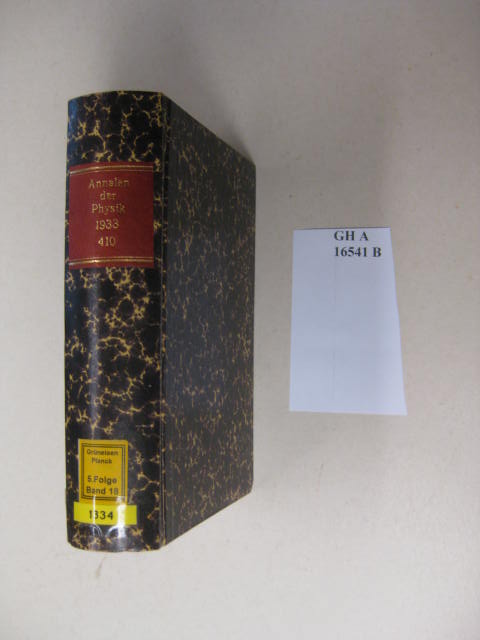 Annalen
der
Physik
1933
410
Grüneisen
Planck
5.Folge
Band 18
1334
GH A
16541 B